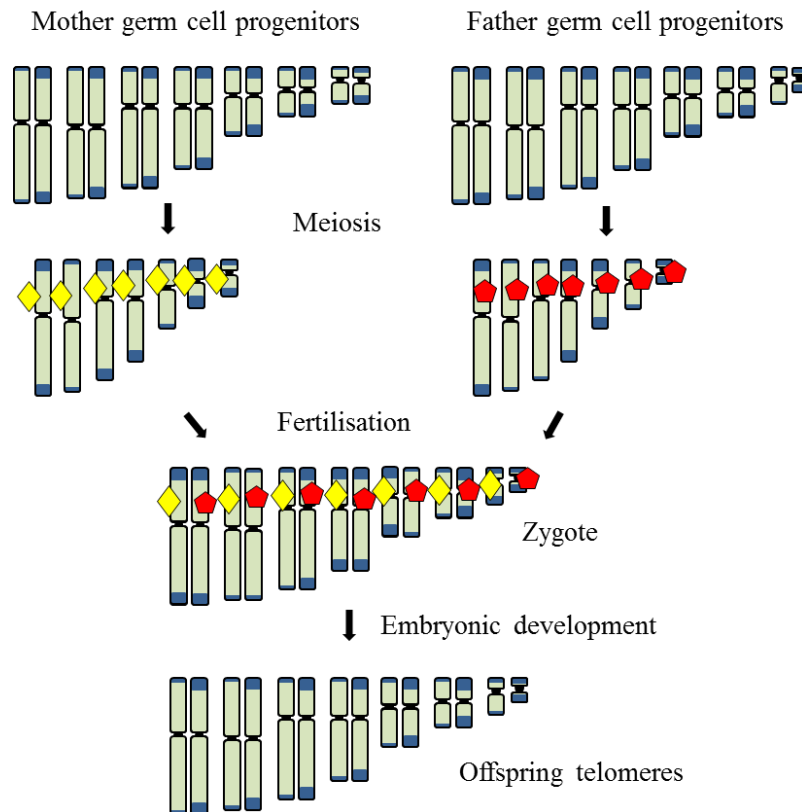 Mother germ cell progenitors
Father germ cell progenitors
Meiosis
Fertilisation
Zygote
Embryonic development
Offspring telomeres